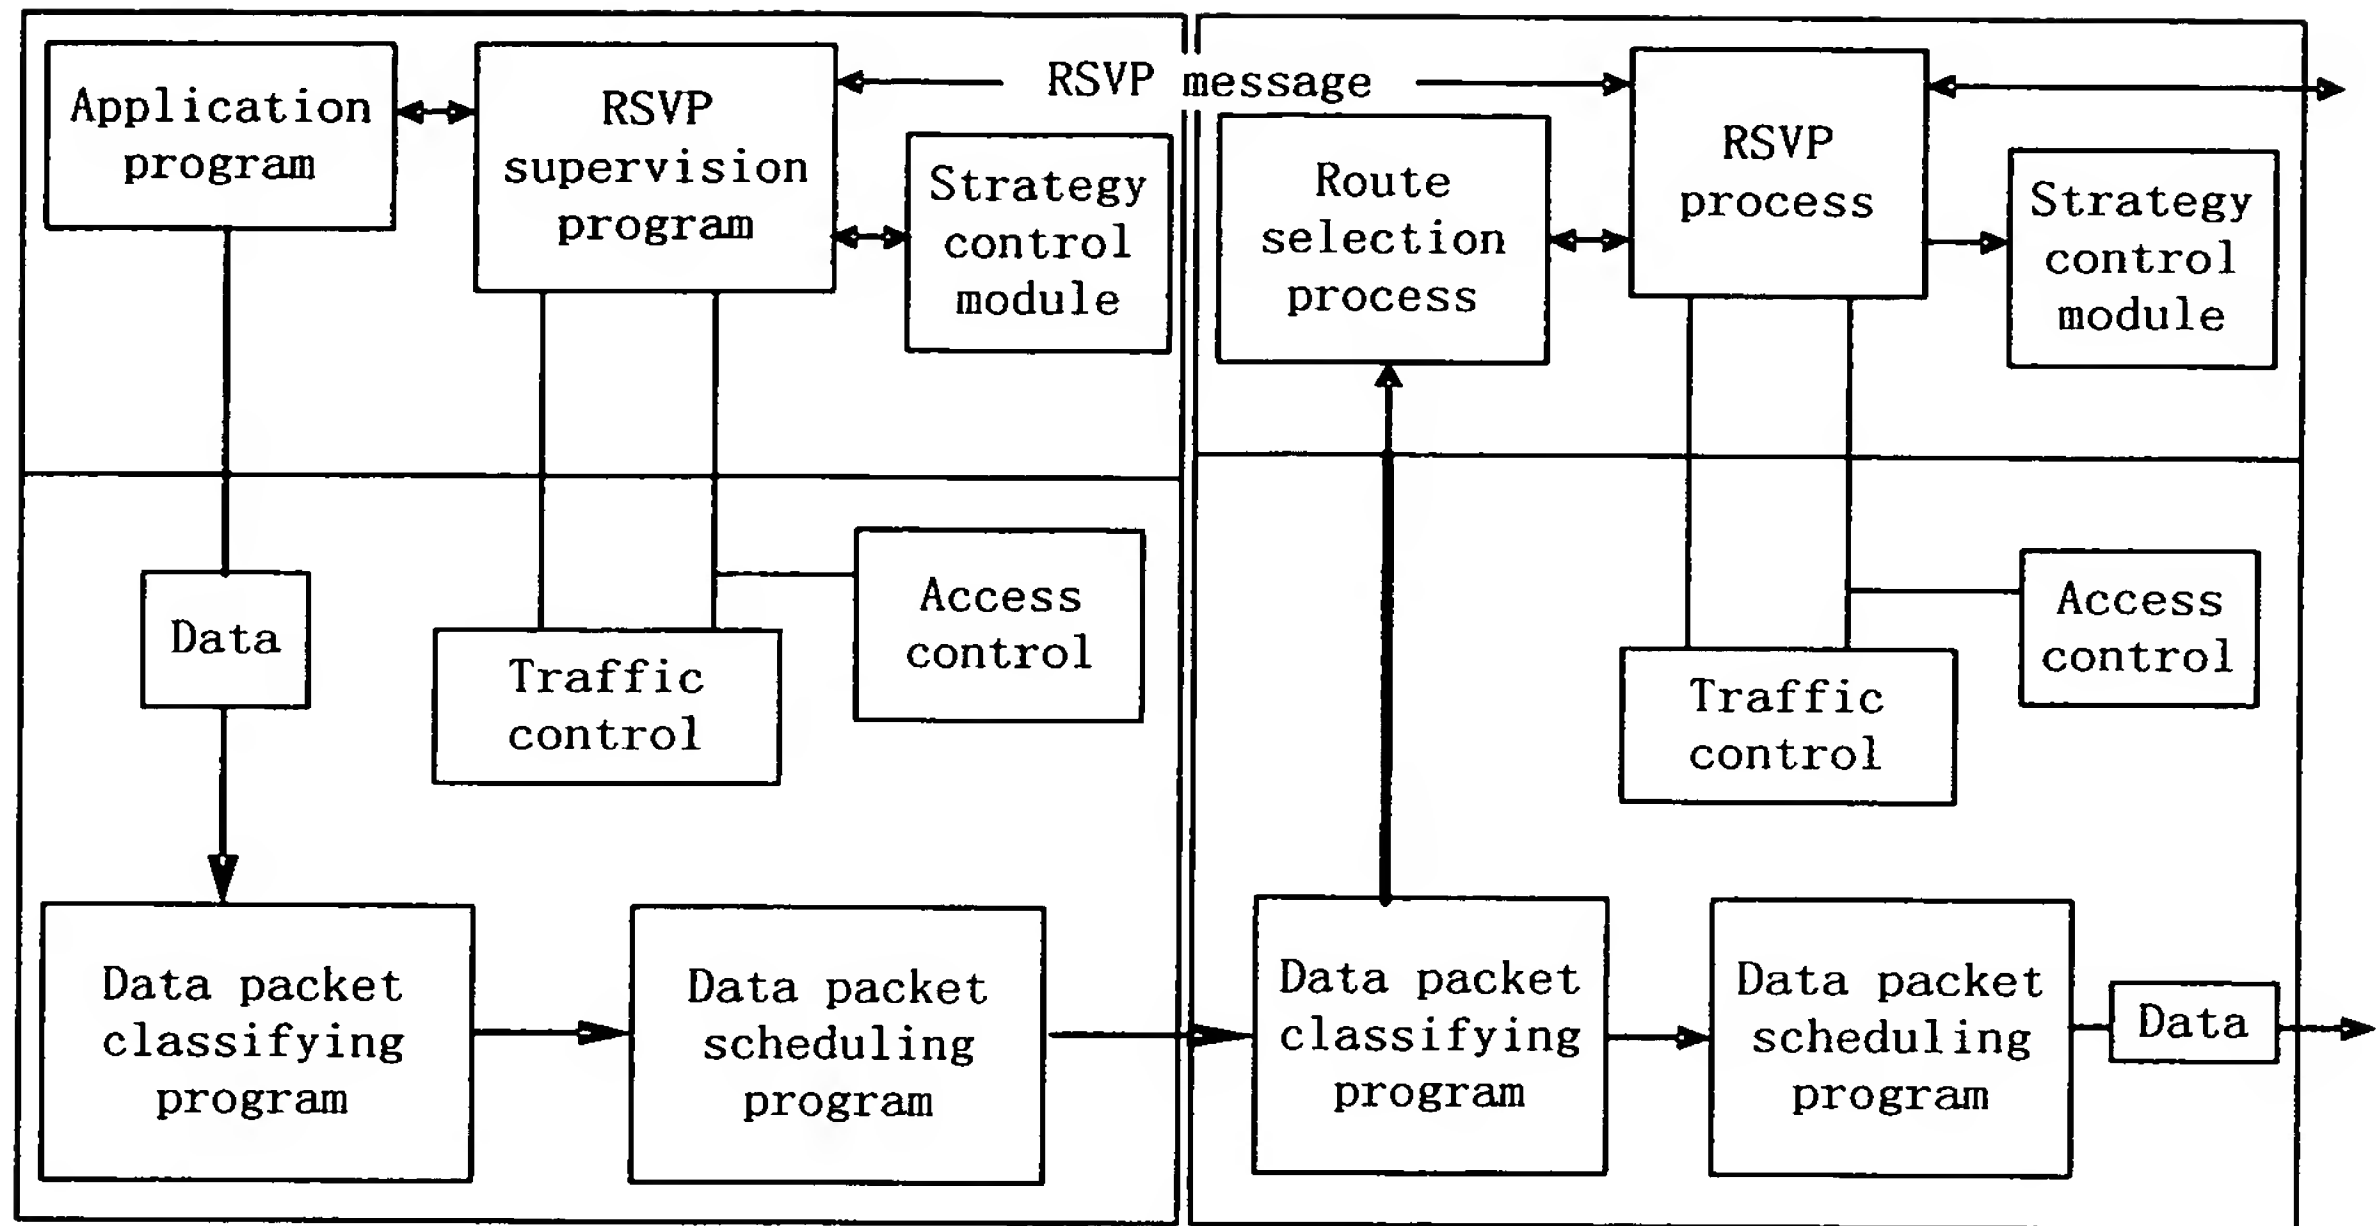 Application
program
RSVP
supervision
program
RSVP message
Strategy
control
module
Route
selection
process
RSVP
process
Strategy
control
module
Data
Traffic
control
Access
control
Traffic
control
Access
control
Data packet
classifying
program
Data packet
scheduling
program
Data packet
classifying
program
Data packet
scheduling
program
Data